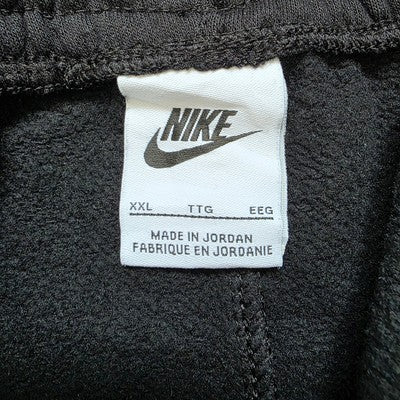 NIKE
XXL TTG EEG
MADE IN JORDAN
FABRIQUE EN JORDANIE